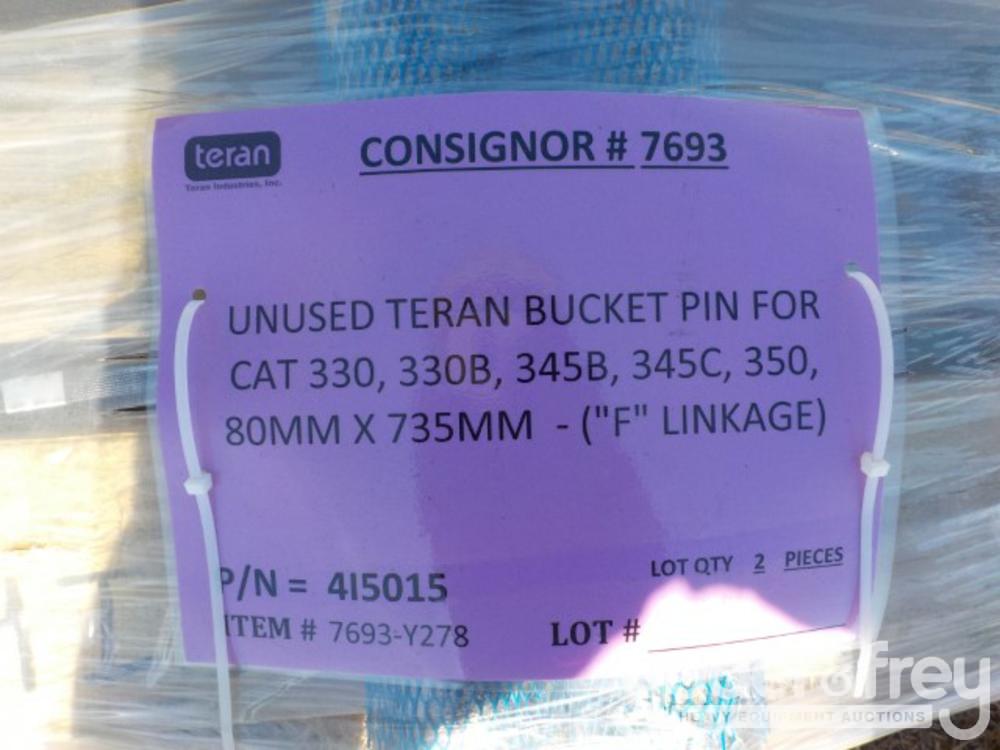 teran
Teran Industries, Inc.
CONSIGNOR # 7693
UNUSED TERAN BUCKET PIN FOR
CAT 330, 330B, 345B, 345C, 350,
80MM X 735MM - ("F" LINKAGE)
LOT QTY 2 PIECES
P/N = 4I5015
ITEM # 7693-Y278
LOT #
frey
HEAVY EQUIPMENT AUCTIONS